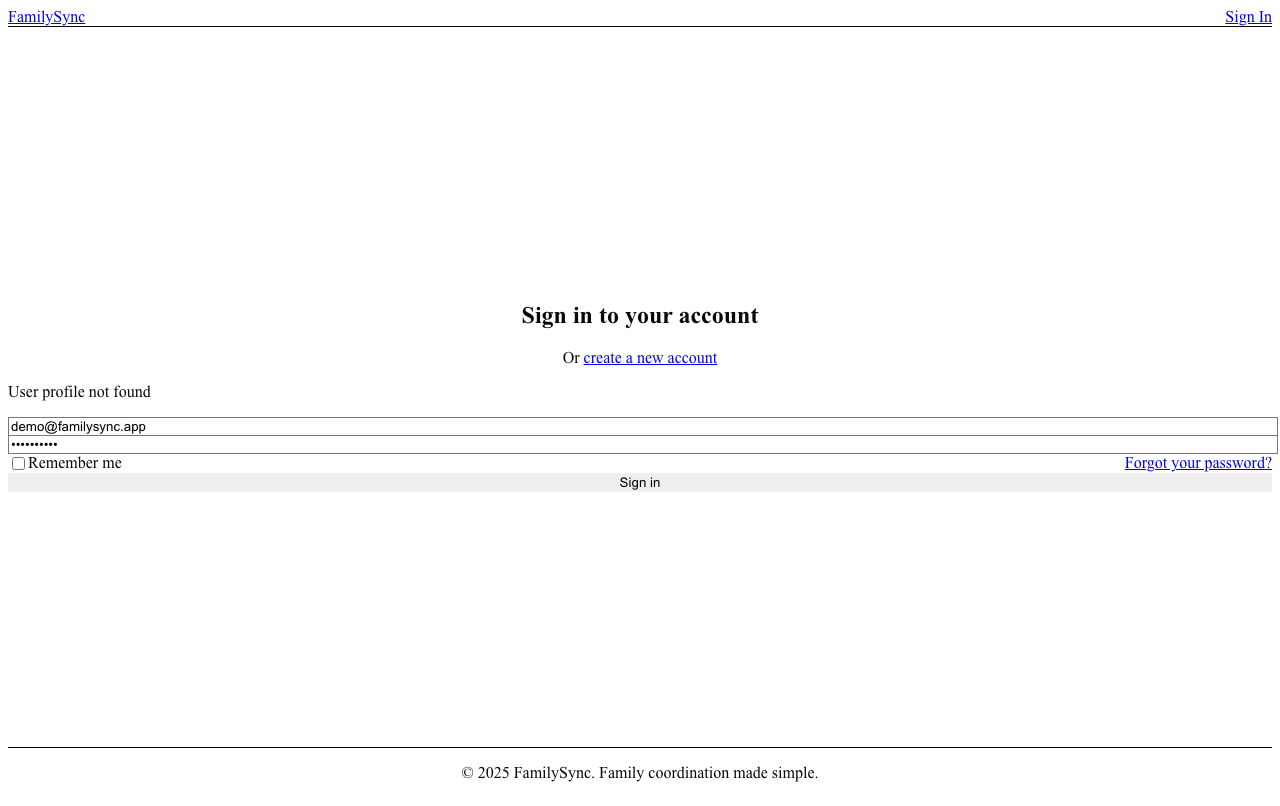 FamilySync Sign In
Sign in to your account
Or create a new account
User profile not found
demo@familysync.app
••••••••••
Remember me Forgot your password?
Sign in
© 2025 FamilySync. Family coordination made simple.